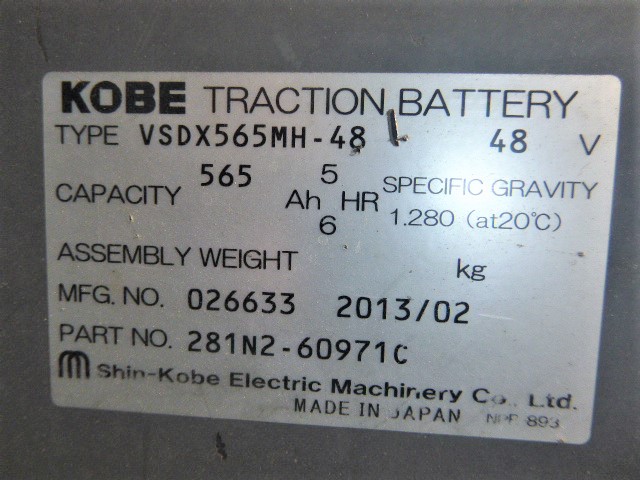 KOBE TRACTION BATTERY
TYPE VSDX565MH-48 48 V
CAPACITY 565 Ah 5 HR SPECIFIC GRAVITY
6 1.280 (at20℃)
ASSEMBLY WEIGHT kg
MFG. NO. 026633 2013/02
PART NO. 281N2-60971C
Shin-Kobe Electric Machinery Co., Ltd.
MADE IN JAPAN 893